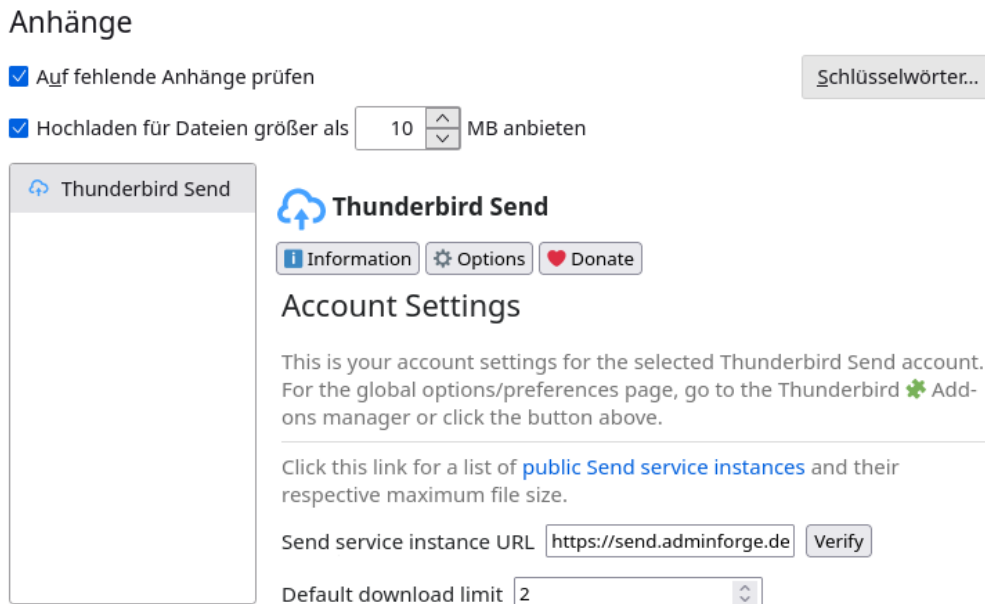 Anhänge
Auf fehlende Anhänge prüfen
Schlüsselwörter...
Hochladen für Dateien größer als 10 MB anbieten
Thunderbird Send
Thunderbird Send
Information
Options
Donate
Account Settings
This is your account settings for the selected Thunderbird Send account.
For the global options/preferences page, go to the Thunderbird Add-
ons manager or click the button above.
Click this link for a list of public Send service instances and their
respective maximum file size.
Send service instance URL https://send.adminforge.de Verify
Default download limit 2